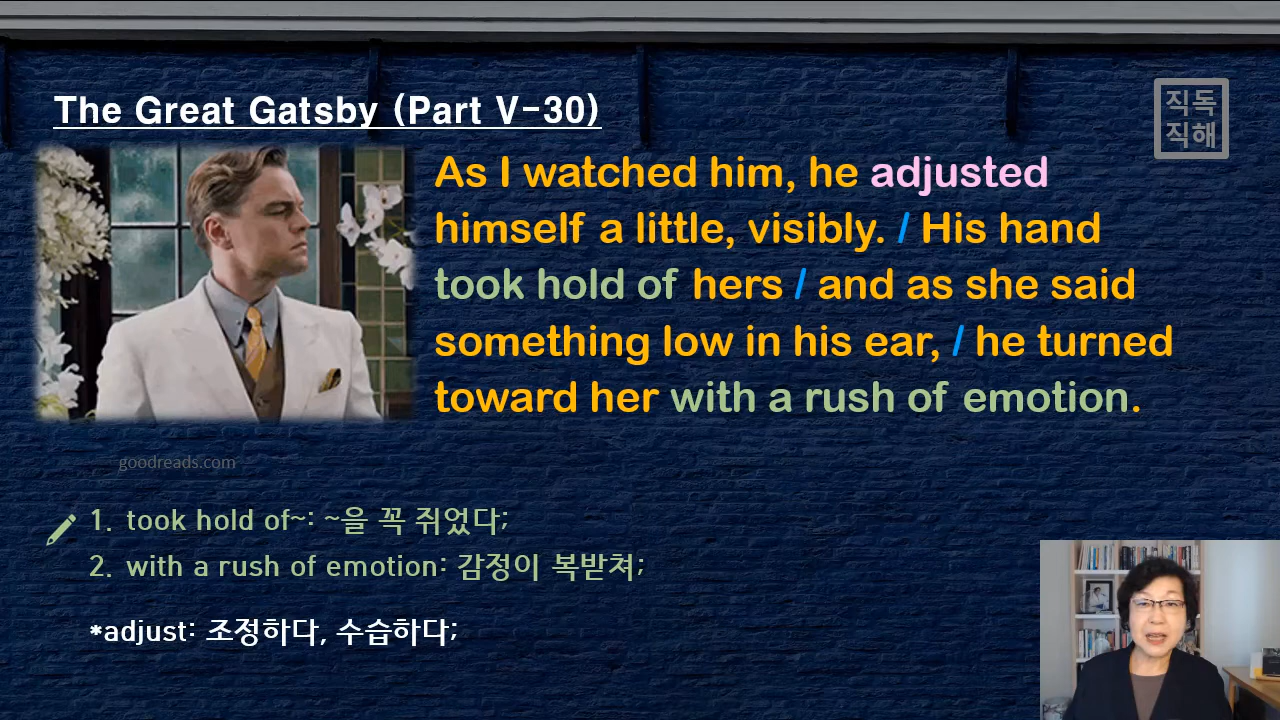 The Great Gatsby (Part V-30)
직독
직해
As I watched him, he adjusted
himself a little, visibly. / His hand
took hold of hers / and as she said
something low in his ear, / he turned
toward her with a rush of emotion.
goodreads.com
1. took hold of~: ~을 꼭 쥐었다;
2. with a rush of emotion: 감정이 복받쳐;
*adjust: 조정하다, 수습하다;